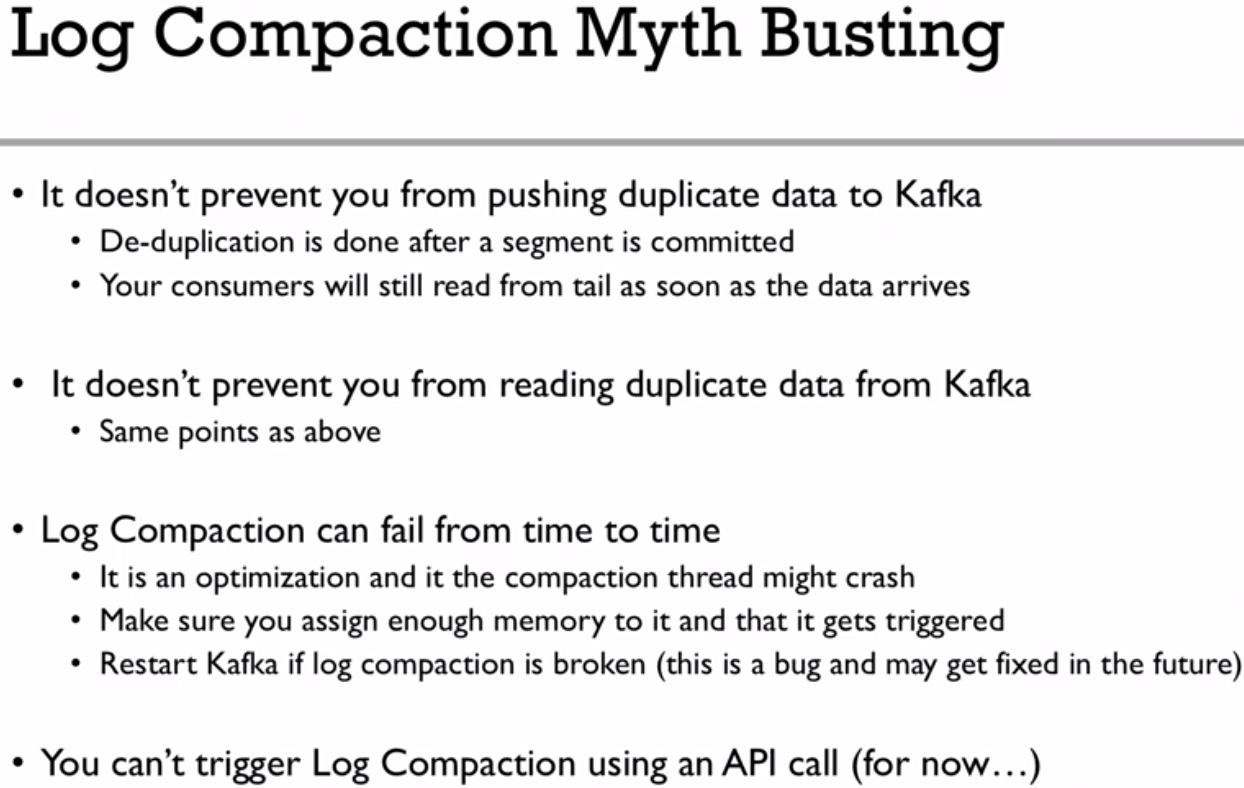 Log Compaction Myth Busting
• It doesn't prevent you from pushing duplicate data to Kafka
• De-duplication is done after a segment is committed
• Your consumers will still read from tail as soon as the data arrives
• It doesn't prevent you from reading duplicate data from Kafka
• Same points as above
• Log Compaction can fail from time to time
• It is an optimization and it the compaction thread might crash
• Make sure you assign enough memory to it and that it gets triggered
• Restart Kafka if log compaction is broken (this is a bug and may get fixed in the future)
• You can't trigger Log Compaction using an API call (for now…)